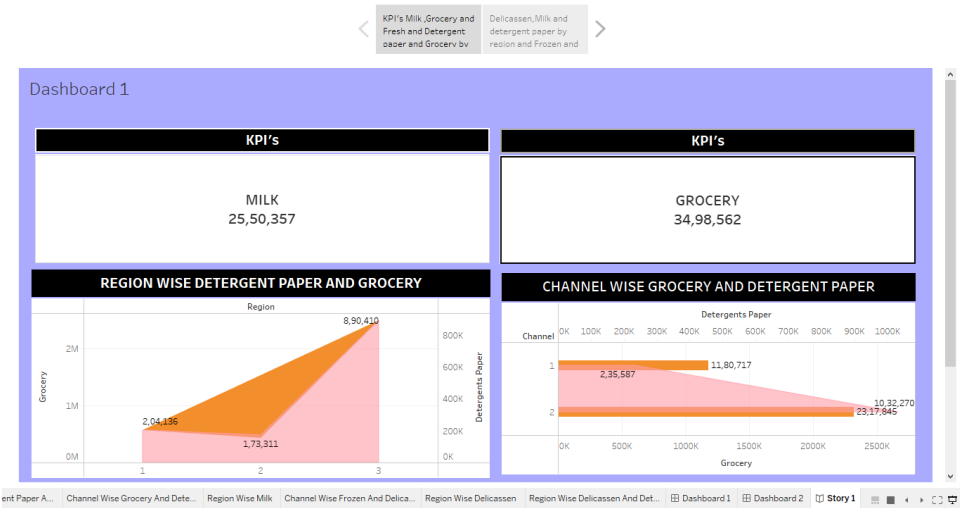 KPI's Milk ,Grocery and
Fresh and Detergent
paper and Grocery by
Delicassen,Milk and
detergent paper by
region and Frozen and
Dashboard 1
KPI's
MILK
25,50,357
KPI's
GROCERY
34,98,562
REGION WISE DETERGENT PAPER AND GROCERY
Region
8,90,410
2,04,136
1,73,311
2M
1M
0M
Grocery
800K
600K
400K
200K
0K
Detergents Paper
1
2
3
CHANNEL WISE GROCERY AND DETERGENT PAPER
Detergents Paper
Channel
0K 100K 200K 300K 400K 500K 600K 700K 800K 900K 1000K
1
11,80,717
2,35,587
10,32,270
2
23,17,845
0K 500K 1000K 1500K 2000K 2500K
Grocery
ent Paper A... Channel Wise Grocery And Dete... Region Wise Milk Channel Wise Frozen And Delica... Region Wise Delicassen Region Wise Delicassen And Det... Dashboard 1 Dashboard 2 Story 1